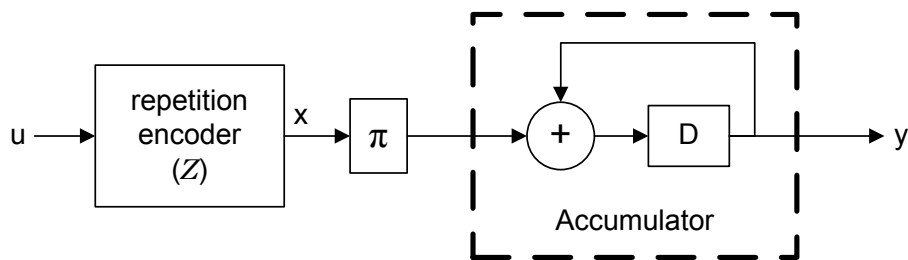 u
repetition
encoder
(Z)
x
π
+
D
y
Accumulator